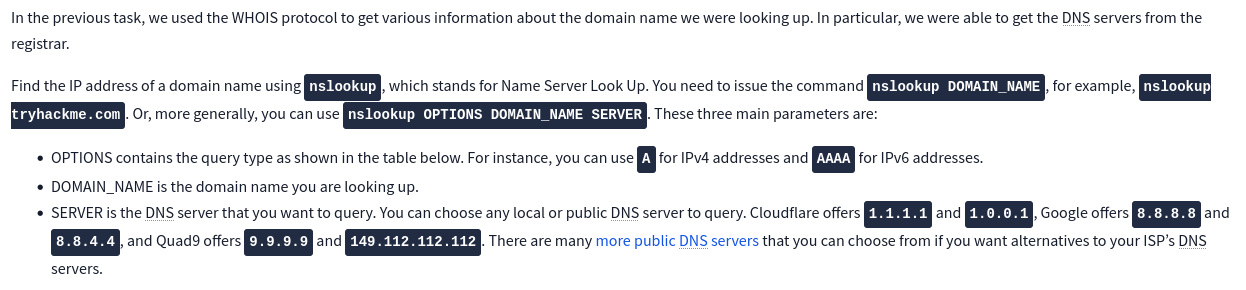 In the previous task, we used the WHOIS protocol to get various information about the domain name we were looking up. In particular, we were able to get the DNS servers from the
registrar.
Find the IP address of a domain name using nslookup, which stands for Name Server Look Up. You need to issue the command nslookup DOMAIN_NAME, for example, nslookup
tryhackme.com. Or, more generally, you can use nslookup OPTIONS DOMAIN_NAME SERVER. These three main parameters are:
• OPTIONS contains the query type as shown in the table below. For instance, you can use A for IPv4 addresses and AAAA for IPv6 addresses.
• DOMAIN_NAME is the domain name you are looking up.
• SERVER is the DNS server that you want to query. You can choose any local or public DNS server to query. Cloudflare offers 1.1.1.1 and 1.0.0.1, Google offers 8.8.8.8 and
8.8.4.4, and Quad9 offers 9.9.9.9 and 149.112.112.112. There are many more public DNS servers that you can choose from if you want alternatives to your ISP’s DNS
servers.